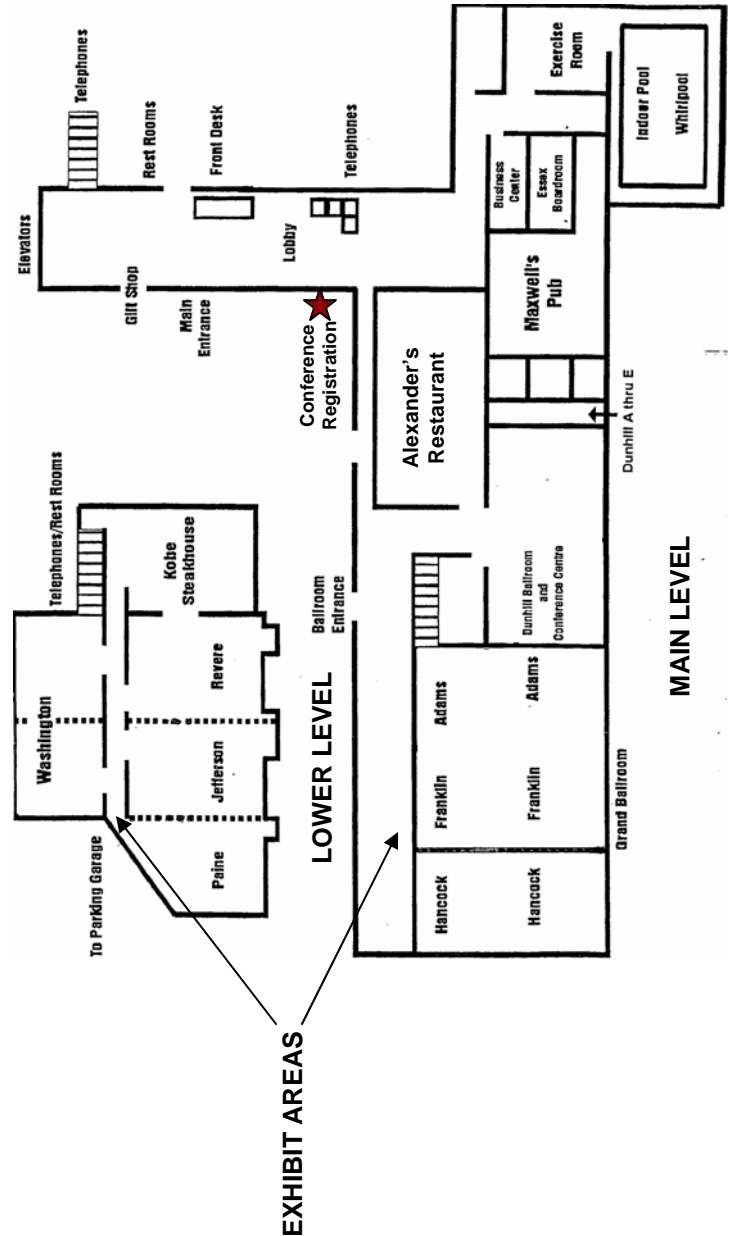 Telephones
Rest Rooms
Front Desk
Telephones
Elevators
Gift Shop
Main
Entrance
Lobby
Conference
Registration
Exercise
Room
Indoor Pool
Whirlpool
Business
Center
Essex
Boardroom
Maxwell's
Pub
Alexander's
Restaurant
Dunhill A thru E
Telephones/Rest Rooms
Kobe
Steakhouse
Ballroom
Entrance
Dunhill Ballroom
and
Conference Centre
Washington
Revere
Jefferson
Paine
To Parking Garage
LOWER LEVEL
Adams
Adams
Franklin
Franklin
Hancock
Hancock
Grand Ballroom
MAIN LEVEL
EXHIBIT AREAS